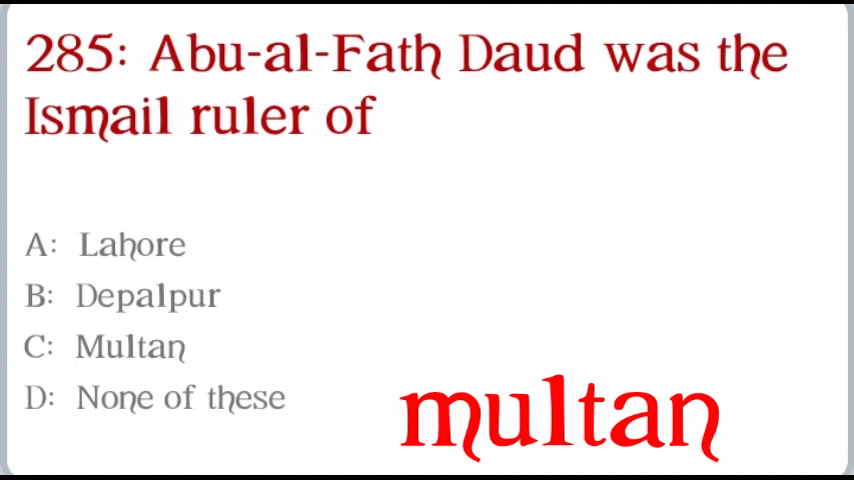 285: Abu-al-Fath Daud was the
Ismail ruler of
A: Lahore
B: Depalpur
C: Multan
D: None of these
multan